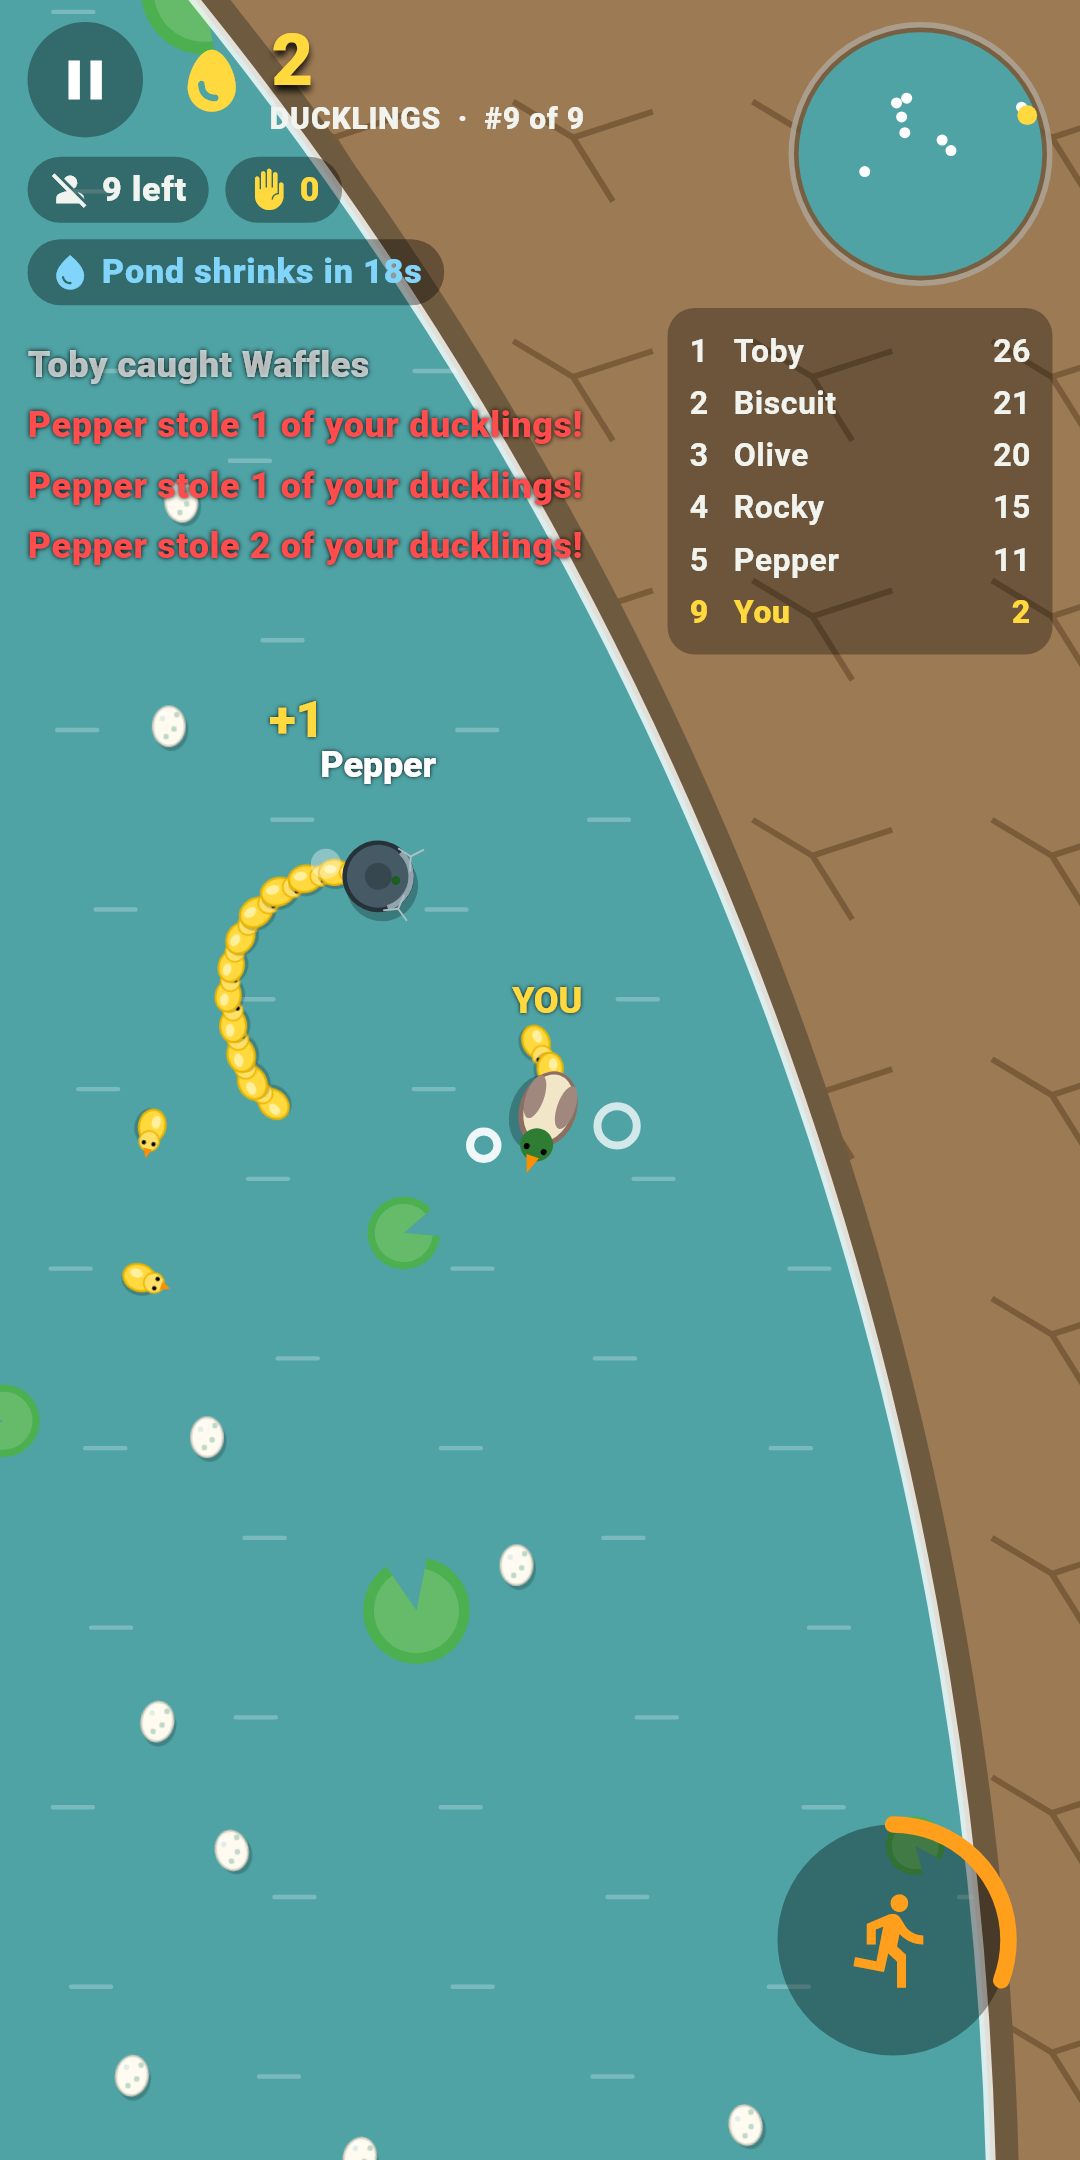 2
DUCKLINGS · #9 of 9
9 left
0
Pond shrinks in 18s
Toby caught Waffles
Pepper stole 1 of your ducklings!
Pepper stole 1 of your ducklings!
Pepper stole 2 of your ducklings!
1 Toby 26
2 Biscuit 21
3 Olive 20
4 Rocky 15
5 Pepper 11
9 You 2
+1
Pepper
YOU